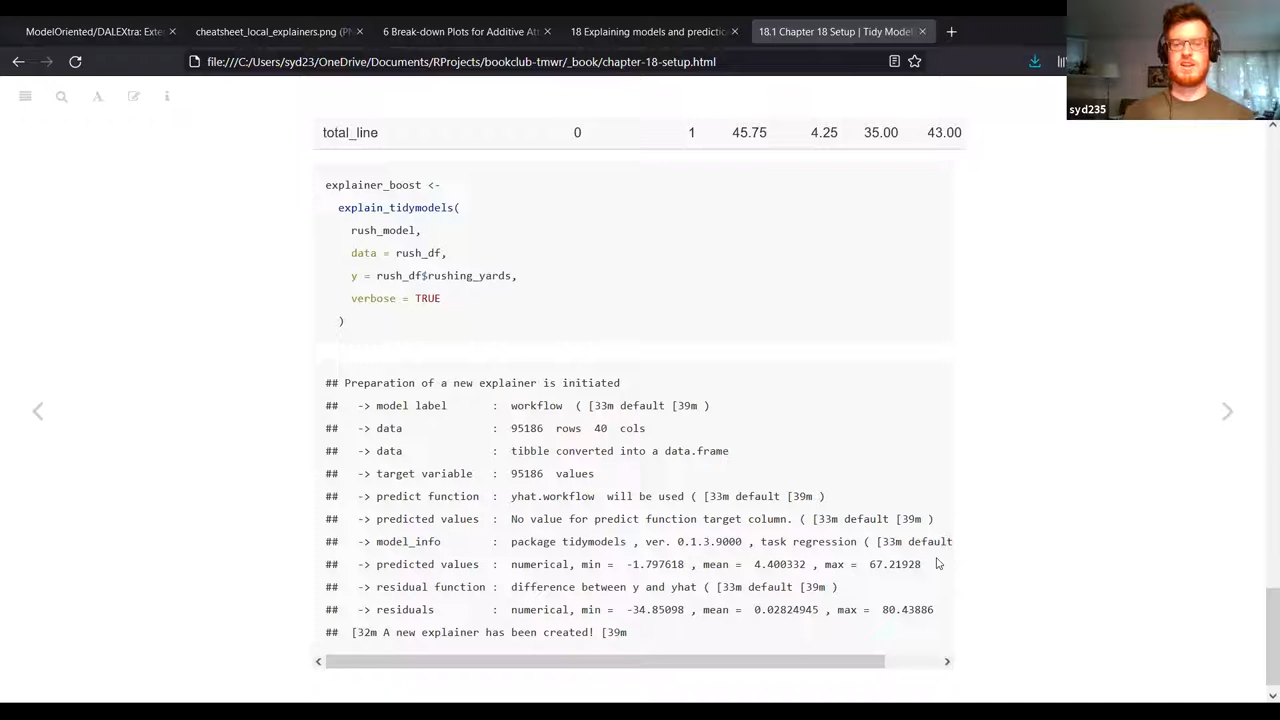 ModelOriented/DALEXtra: Exte
cheatsheet_local_explainers.png (PN
6 Break-down Plots for Additive Att
18 Explaining models and predictio
18.1 Chapter 18 Setup | Tidy Model
file:///C:/Users/syd23/OneDrive/Documents/RProjects/bookclub-tmwr/_book/chapter-18-setup.html
syd235
total_line 0 1 45.75 4.25 35.00 43.00
explainer_boost <-
explain_tidymodels(
rush_model,
data = rush_df,
y = rush_df$rushing_yards,
verbose = TRUE
)
## Preparation of a new explainer is initiated
## -> model label : workflow ( [33m default [39m )
## -> data : 95186 rows 40 cols
## -> data : tibble converted into a data.frame
## -> target variable : 95186 values
## -> predict function : yhat.workflow will be used ( [33m default [39m )
## -> predicted values : No value for predict function target column. ( [33m default [39m )
## -> model_info : package tidymodels , ver. 0.1.3.9000 , task regression ( [33m default
## -> predicted values : numerical, min = -1.797618 , mean = 4.400332 , max = 67.21928
## -> residual function : difference between y and yhat ( [33m default [39m )
## -> residuals : numerical, min = -34.85098 , mean = 0.02824945 , max = 80.43886
## [32m A new explainer has been created! [39m